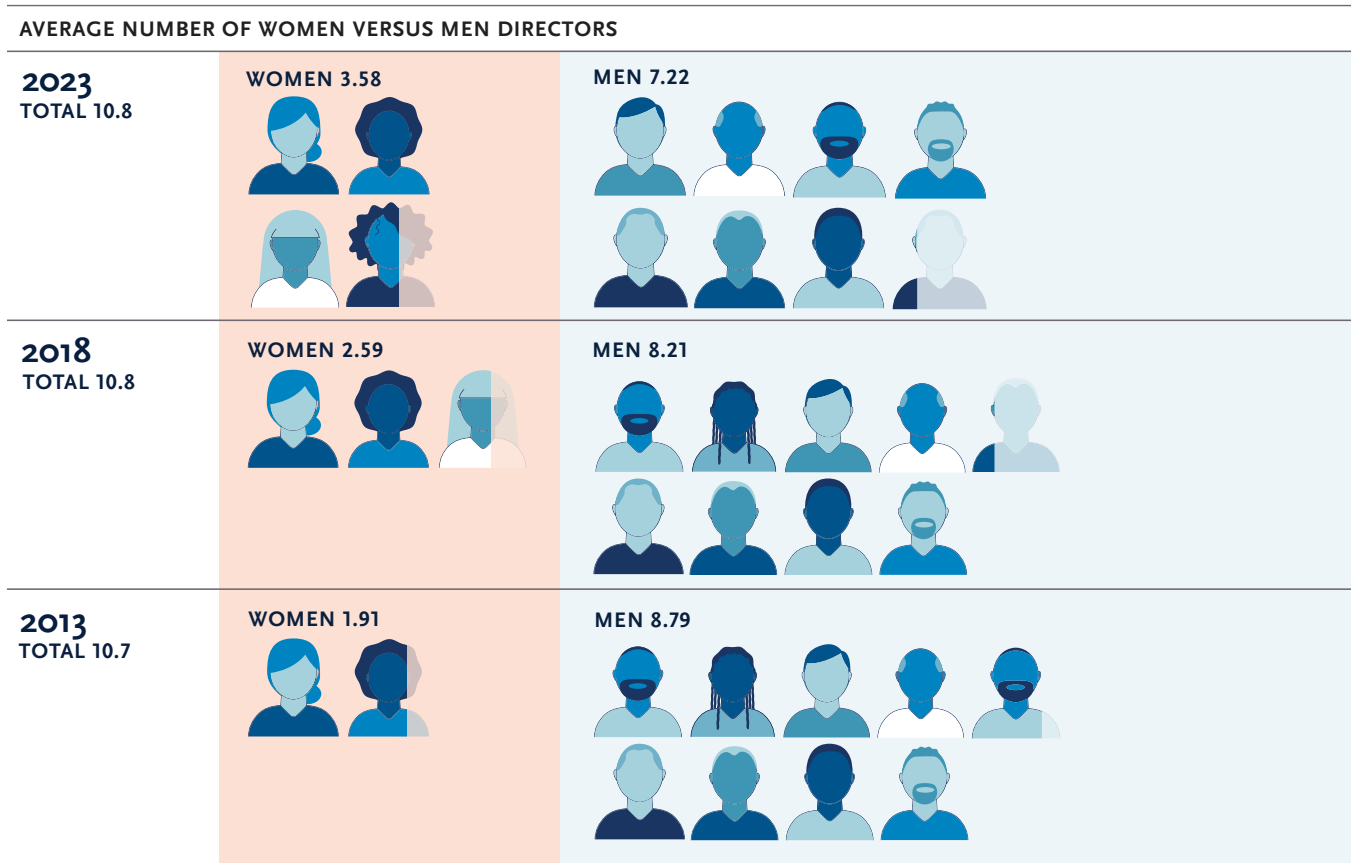 AVERAGE NUMBER OF WOMEN VERSUS MEN DIRECTORS
2023
TOTAL 10.8
WOMEN 3.58
MEN 7.22
2018
TOTAL 10.8
WOMEN 2.59
MEN 8.21
2013
TOTAL 10.7
WOMEN 1.91
MEN 8.79